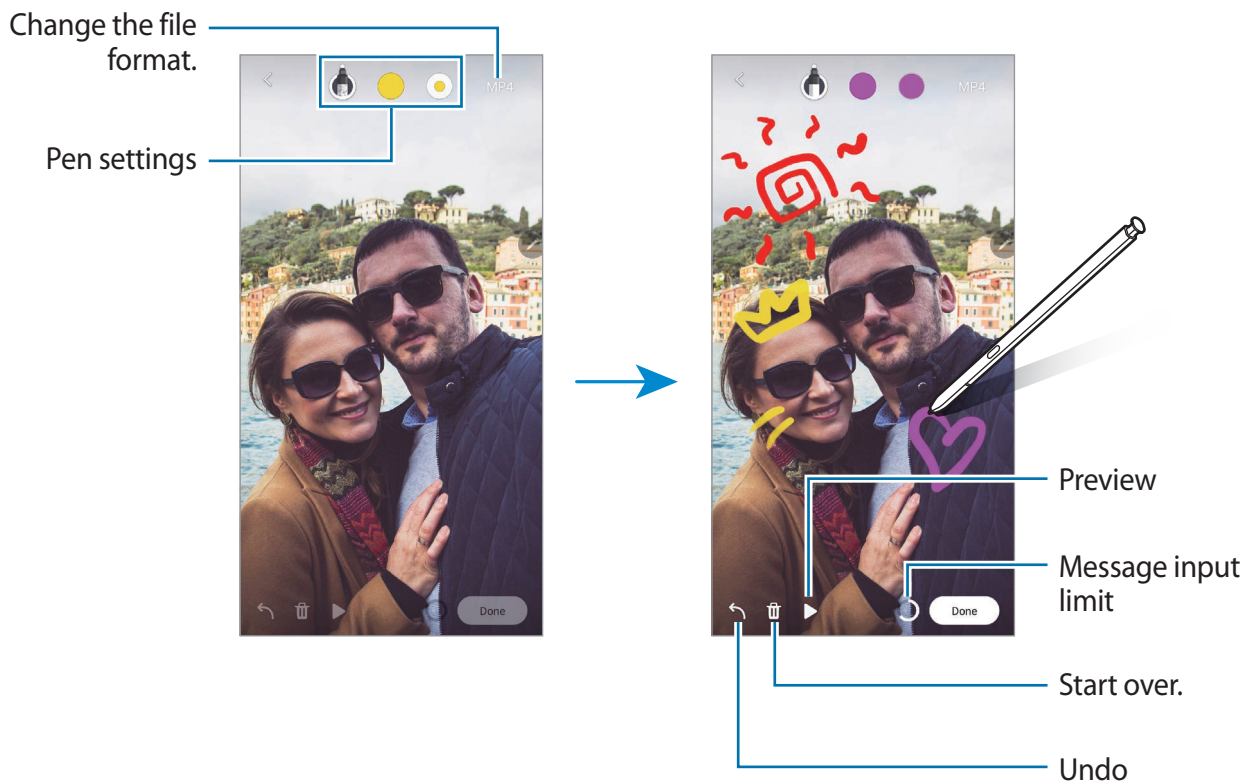 Change the file
format.
MP4
Pen settings
Done
MP4
Preview
Message input
limit
Done
Start over.
Undo